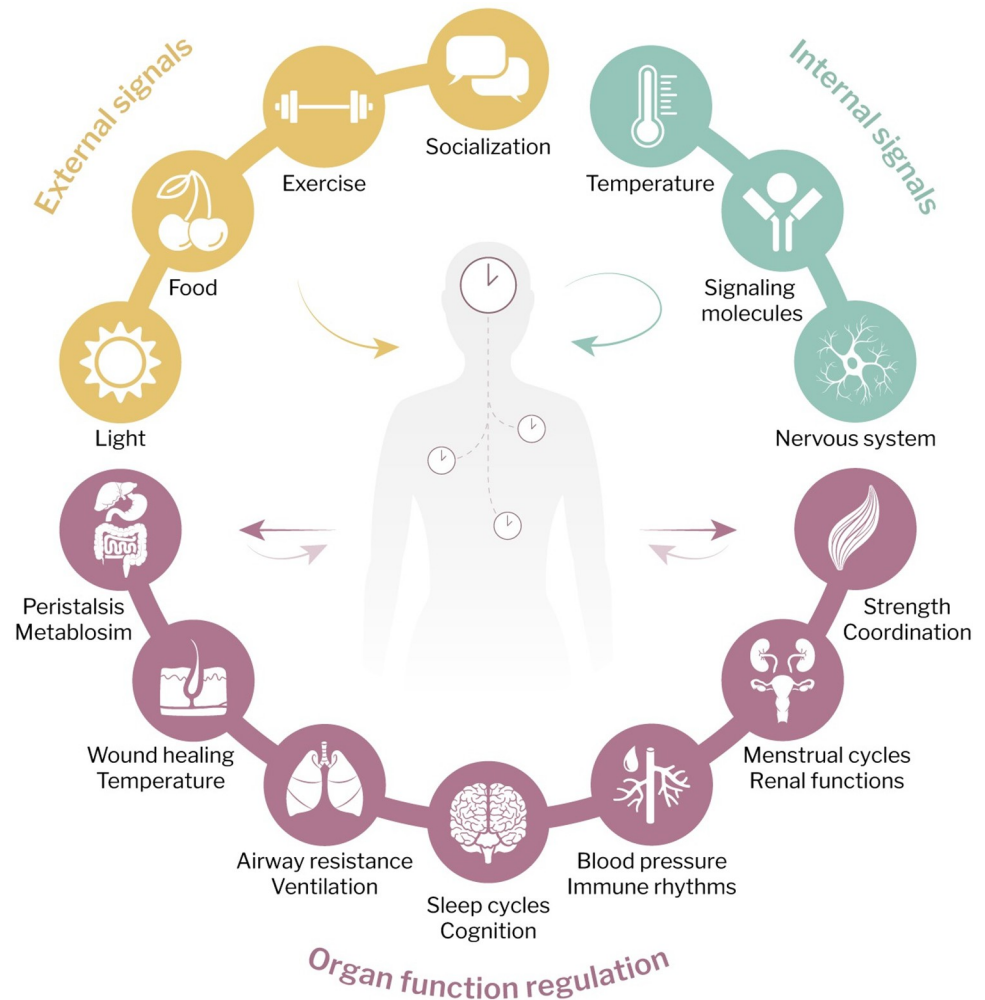 External signals
Internal signals
Socialization
Exercise
Temperature
Food
Signaling
molecules
Light
Nervous system
Peristalsis
Metablosim
Strength
Coordination
Wound healing
Temperature
Menstrual cycles
Renal functions
Airway resistance
Ventilation
Blood pressure
Immune rhythms
Sleep cycles
Cognition
Organ function regulation